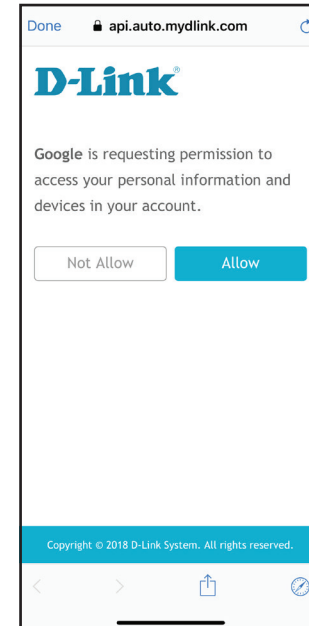 Done api.auto.mydlink.com
D-Link®
Google is requesting permission to
access your personal information and
devices in your account.
Not Allow Allow
Copyright © 2018 D-Link System. All rights reserved.